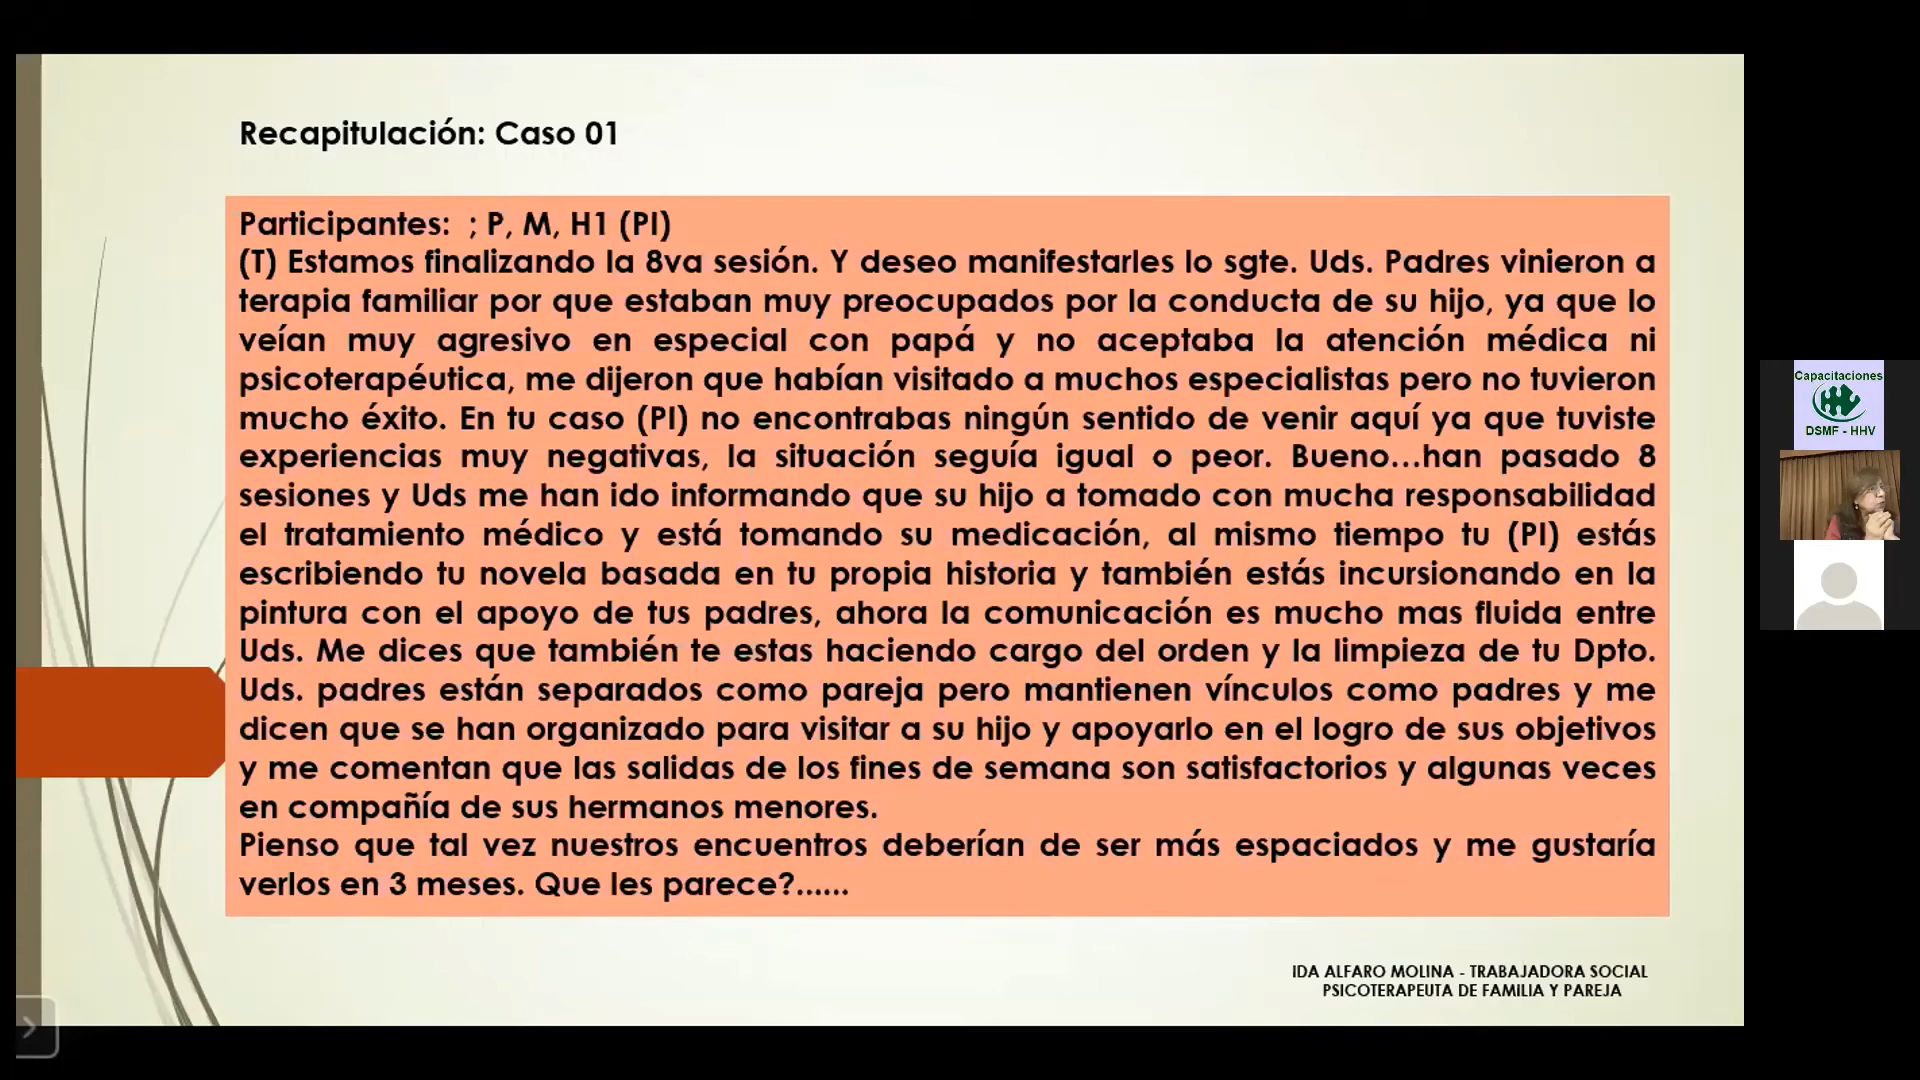 Recapitulación: Caso 01
Participantes:  ; P, M, H1 (PI)
(T) Estamos finalizando la 8va sesión. Y deseo manifestarles lo sgte. Uds. Padres vinieron a
terapia familiar por que estaban muy preocupados por la conducta de su hijo, ya que lo
veían muy agresivo en especial con papá y no aceptaba la atención médica ni
psicoterapéutica, me dijeron que habían visitado a muchos especialistas pero no tuvieron
mucho éxito. En tu caso (PI) no encontrabas ningún sentido de venir aquí ya que tuviste
experiencias muy negativas, la situación seguía igual o peor. Bueno...han pasado 8
sesiones y Uds me han ido informando que su hijo a tomado con mucha responsabilidad
el tratamiento médico y está tomando su medicación, al mismo tiempo tu (PI) estás
escribiendo tu novela basada en tu propia historia y también estás incursionando en la
pintura con el apoyo de tus padres, ahora la comunicación es mucho mas fluida entre
Uds. Me dices que también te estas haciendo cargo del orden y la limpieza de tu Dpto.
Uds. padres están separados como pareja pero mantienen vínculos como padres y me
dicen que se han organizado para visitar a su hijo y apoyarlo en el logro de sus objetivos
y me comentan que las salidas de los fines de semana son satisfactorios y algunas veces
en compañía de sus hermanos menores.
Pienso que tal vez nuestros encuentros deberían de ser más espaciados y me gustaría
verlos en 3 meses. Que les parece?......
IDA ALFARO MOLINA - TRABAJADORA SOCIAL
PSICOTERAPEUTA DE FAMILIA Y PAREJA
Capacitaciones
DSMF - HHV